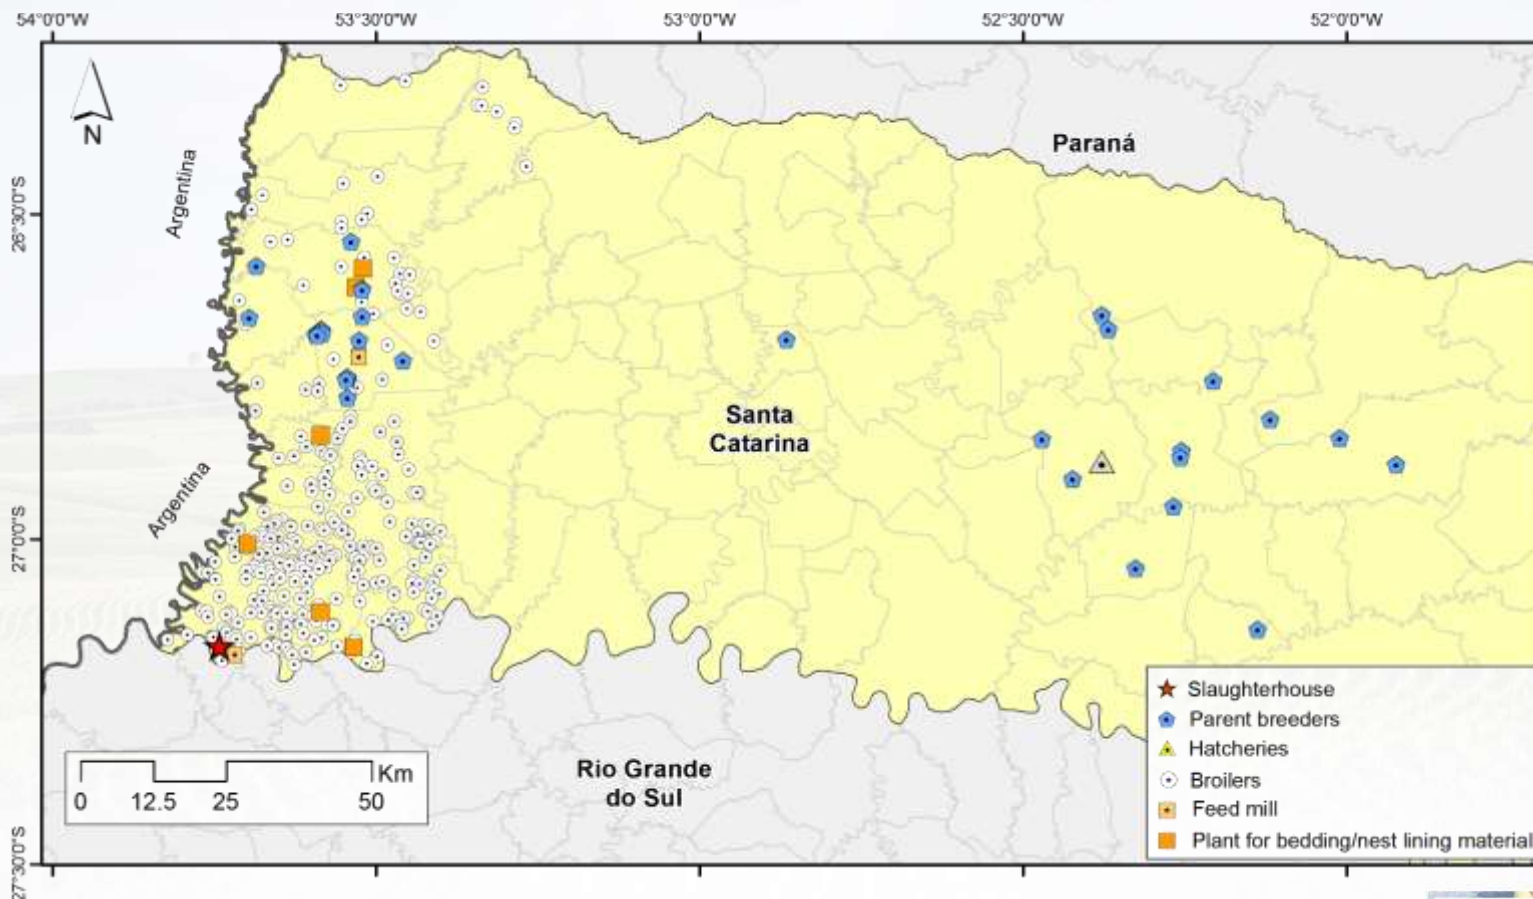 54°0'0"W
53°30'0"W
53°0'0"W
52°30'0"W
52°0'0"W
N
Argentina
Paraná
26°30'0"S
Santa
Catarina
Argentina
27°0'0"S
Slaughterhouse
Parent breeders
Hatcheries
Broilers
Feed mill
Plant for bedding/nest lining material
Rio Grande
do Sul
Km
0 12.5 25 50
27°30'0"S